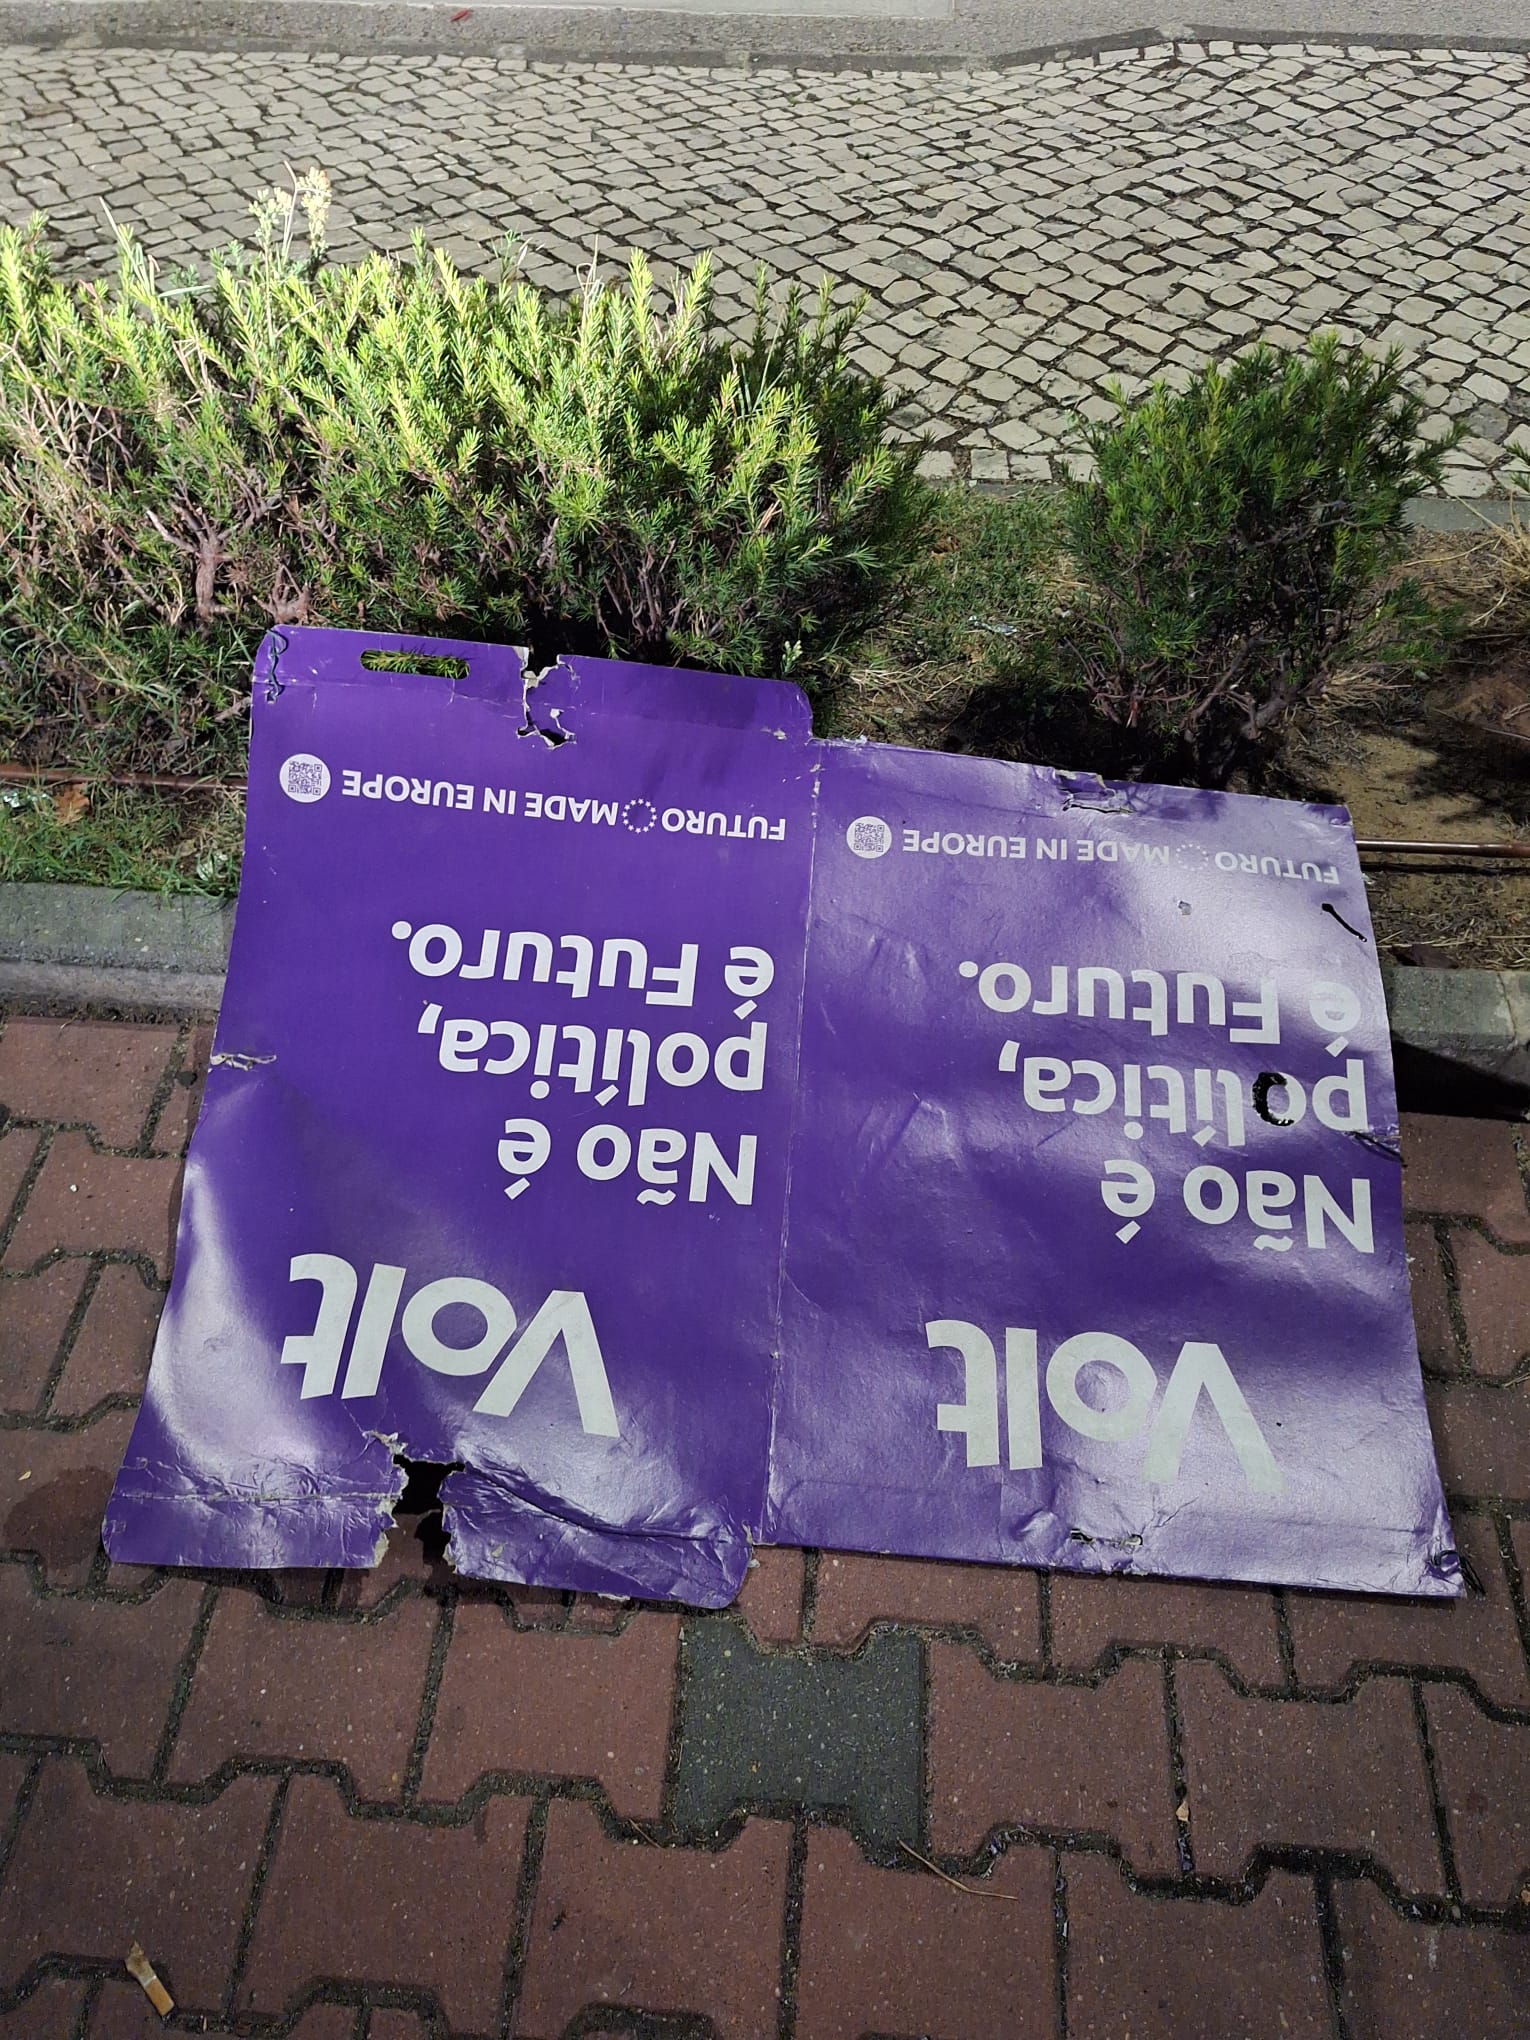 Volt
Não é
política,
é Futuro.
FUTURO MADE IN EUROPE
Volt
Não é
política,
é Futuro.
FUTURO MADE IN EUROPE